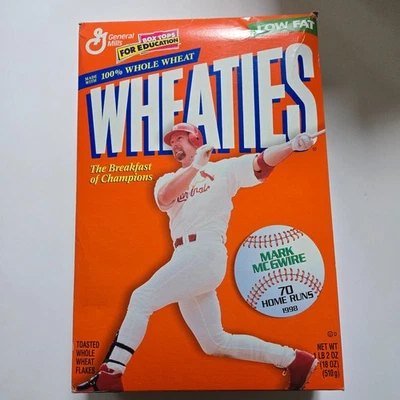 General
Mills
BOX TOPS
FOR EDUCATION
LOW FAT
MADE
WITH
100% WHOLE WHEAT
WHEATIES
The Breakfast
of Champions
Cardinals
MARK
McGWIRE
70
HOME RUNS
1998
TOASTED
WHOLE
WHEAT
FLAKES
NET WT
1 LB 2 OZ
(18 OZ)
(510g)